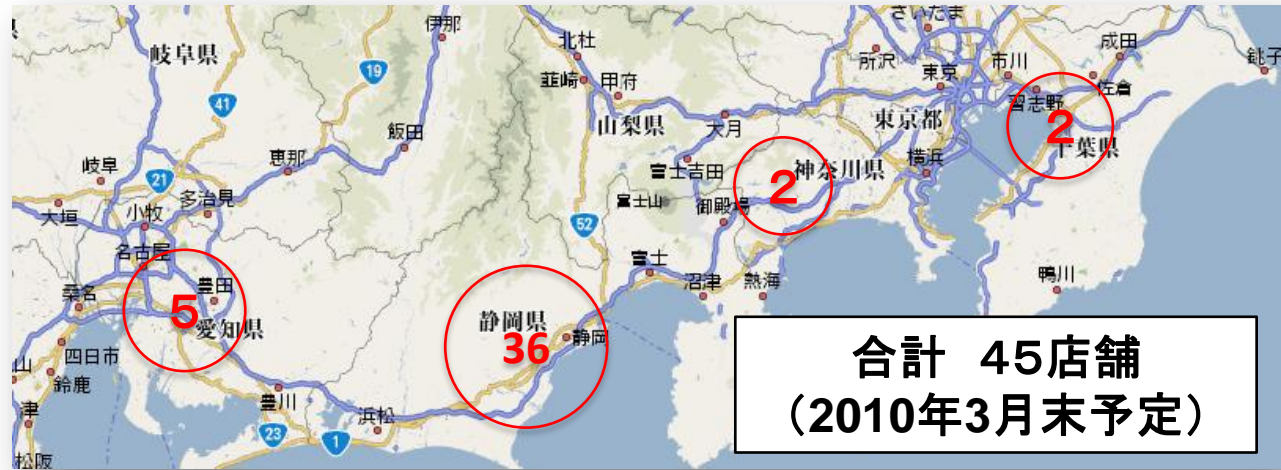 伊那
さいたま
岐阜県
北杜
所沢
東京
市川
成田
銚子
19
韮崎
甲府
佐倉
41
習志野
山梨県
大月
東京都
2
飯田
千葉県
岐阜
恵那
富士吉田
神奈川県
横浜
21
2
多治見
富士山
御殿場
大垣
小牧
52
名古屋
富士
豊田
沼津
熱海
鴨川
桑名
5
愛知県
静岡県
静岡
36
四日市
山
鈴鹿
豊川
浜松
津
23
1
松阪
合計 45店舗
（2010年3月末予定）